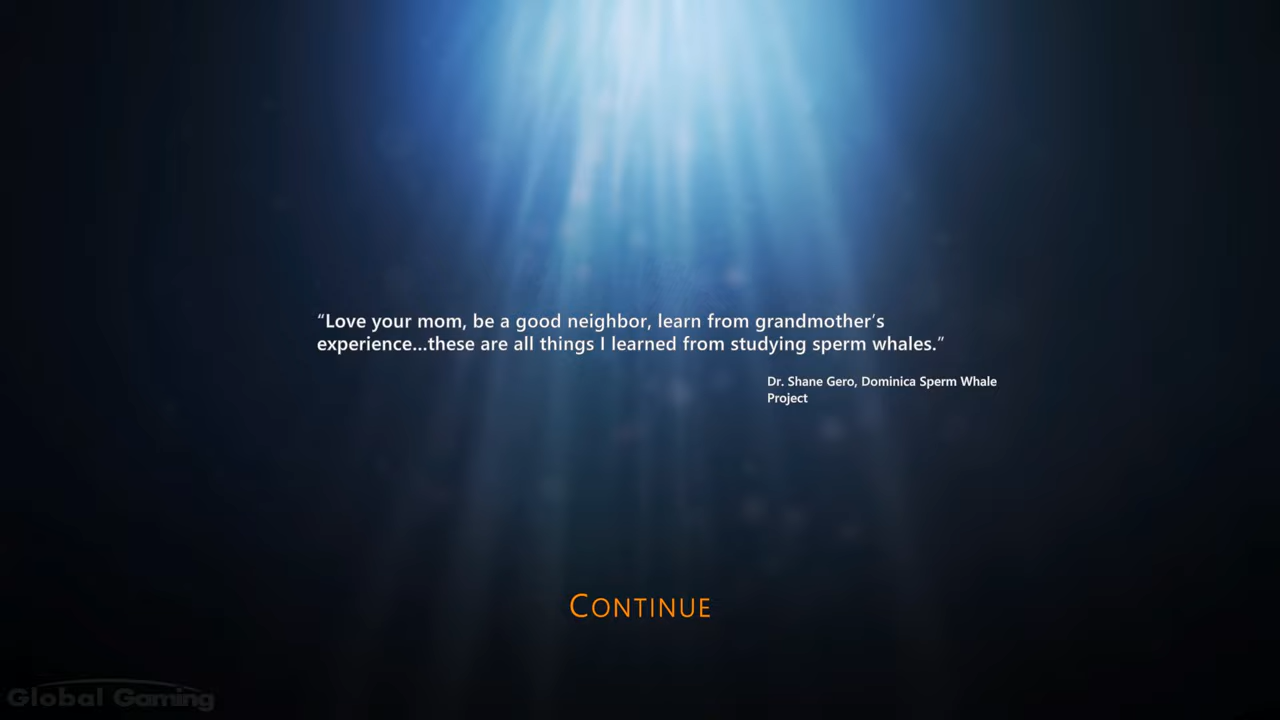 “Love your mom, be a good neighbor, learn from grandmother’s
experience...these are all things I learned from studying sperm whales.”
Dr. Shane Gero, Dominica Sperm Whale
Project
CONTINUE
Global Gaming